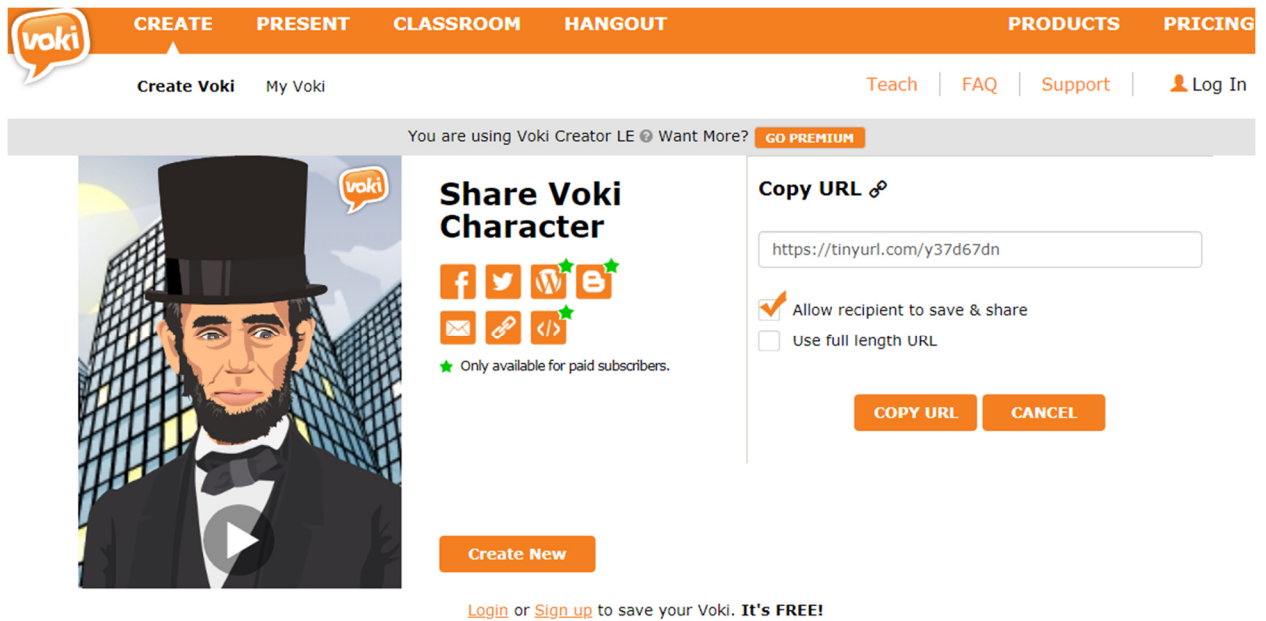 voki
CREATE PRESENT CLASSROOM HANGOUT PRODUCTS PRICING
Create Voki My Voki Teach FAQ Support Log In
You are using Voki Creator LE ? Want More? GO PREMIUM
voki
Share Voki
Character
Only available for paid subscribers.
Create New
Copy URL
https://tinyurl.com/y37d67dn
Allow recipient to save & share
Use full length URL
COPY URL CANCEL
Login or Sign up to save your Voki. It's FREE!